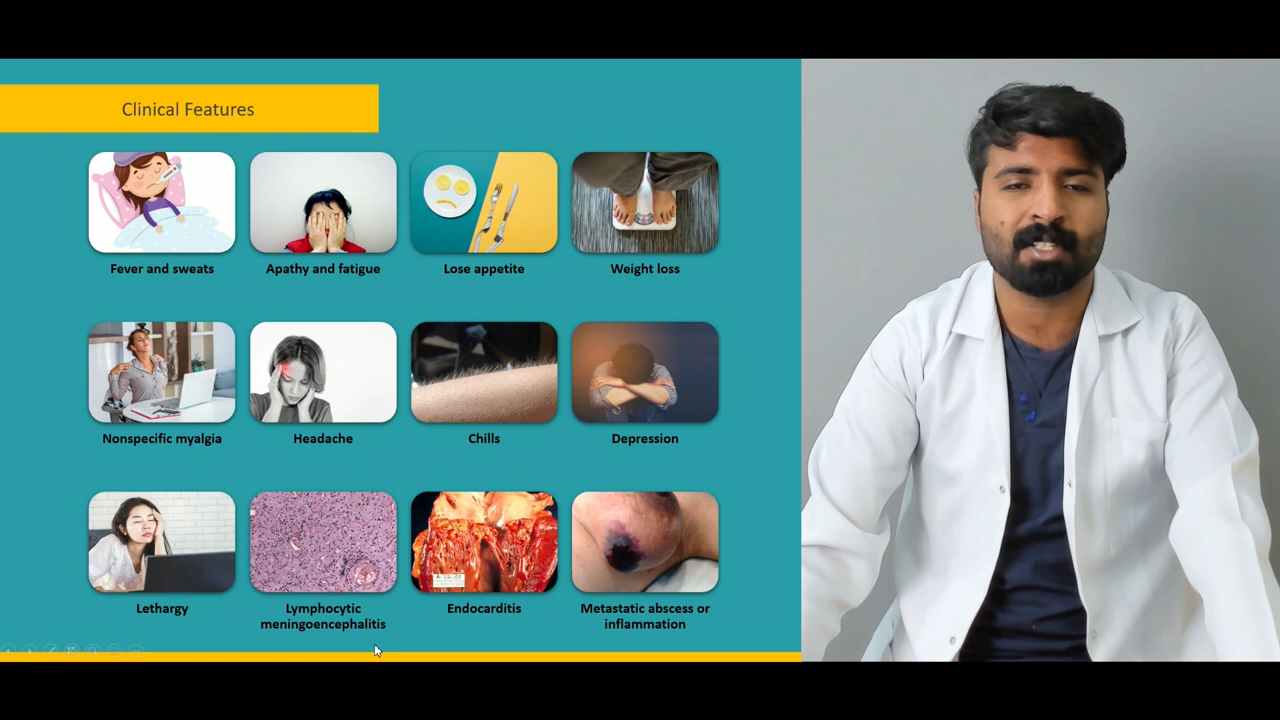 Clinical Features
Fever and sweats
Apathy and fatigue
Lose appetite
Weight loss
Nonspecific myalgia
Headache
Chills
Depression
Lethargy
Lymphocytic
meningoencephalitis
Endocarditis
Metastatic abscess or
inflammation